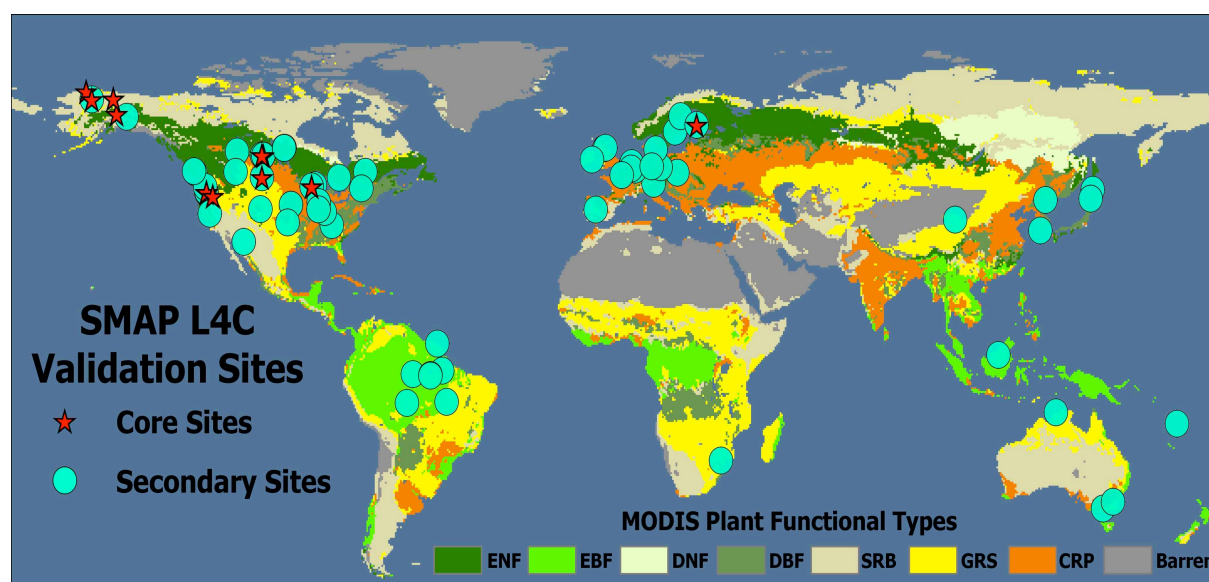 SMAP L4C
Validation Sites
Core Sites
Secondary Sites
MODIS Plant Functional Types
ENF EBF DNF DBF SRB GRS CRP Barren